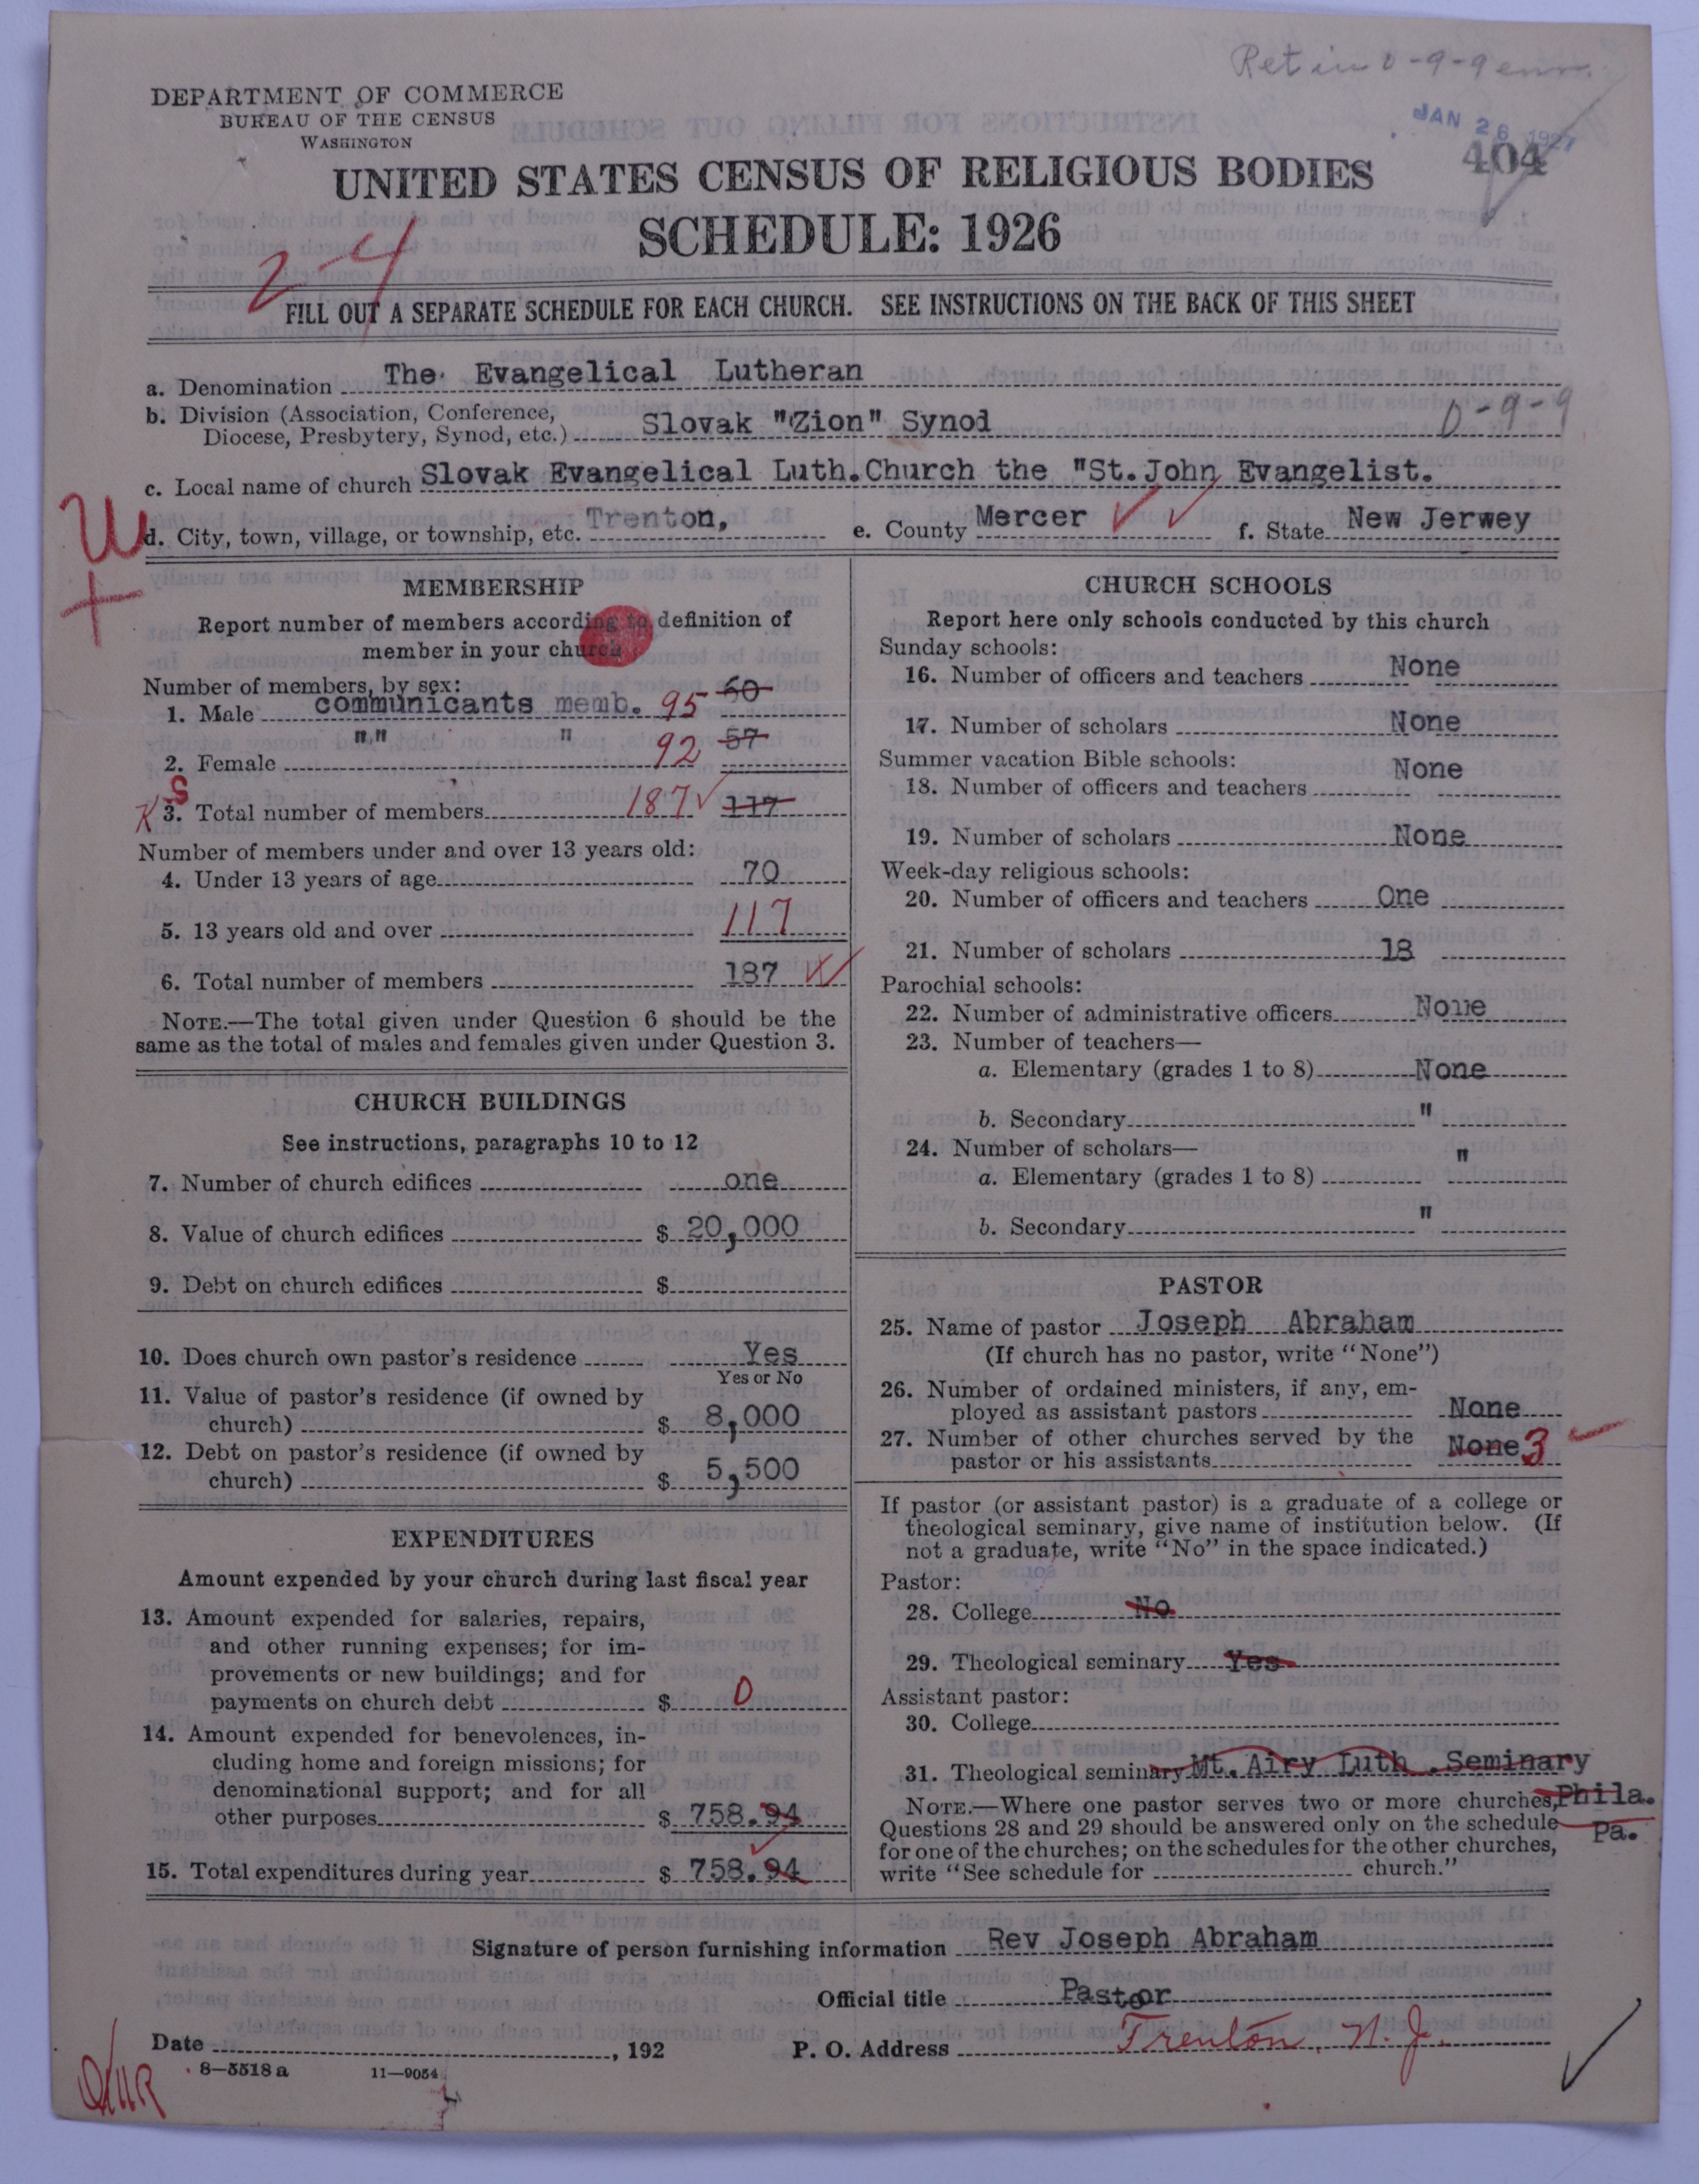 Ret in 0-9-9 enn.
DEPARTMENT OF COMMERCE
BUREAU OF THE CENSUS
WASHINGTON
JAN 26 1927
404
UNITED STATES CENSUS OF RELIGIOUS BODIES
SCHEDULE: 1926
2-4
FILL OUT A SEPARATE SCHEDULE FOR EACH CHURCH. SEE INSTRUCTIONS ON THE BACK OF THIS SHEET
a. Denomination The Evangelical Lutheran
b. Division (Association, Conference,
Diocese, Presbytery, Synod, etc.) Slovak "Zion" Synod 0-9-9
c. Local name of church Slovak Evangelical Luth. Church the "St. John Evangelist.
d. City, town, village, or township, etc. Trenton, e. County Mercer f. State New Jerwey
MEMBERSHIP
Report number of members according to definition of
member in your church
Number of members, by sex:
1. Male communicants memb. 95 60
2. Female "" " 92 57
S
3. Total number of members 187 117
Number of members under and over 13 years old:
4. Under 13 years of age 70
5. 13 years old and over 117
6. Total number of members 187
NOTE.—The total given under Question 6 should be the
same as the total of males and females given under Question 3.
CHURCH BUILDINGS
See instructions, paragraphs 10 to 12
7. Number of church edifices one
8. Value of church edifices $ 20,000
9. Debt on church edifices $
10. Does church own pastor's residence Yes
Yes or No
11. Value of pastor's residence (if owned by
church) $ 8,000
12. Debt on pastor's residence (if owned by
church) $ 5,500
EXPENDITURES
Amount expended by your church during last fiscal year
13. Amount expended for salaries, repairs,
and other running expenses; for im-
provements or new buildings; and for
payments on church debt $ 0
14. Amount expended for benevolences, in-
cluding home and foreign missions; for
denominational support; and for all
other purposes $ 758.94
15. Total expenditures during year $ 758.94
CHURCH SCHOOLS
Report here only schools conducted by this church
Sunday schools:
16. Number of officers and teachers None
17. Number of scholars None
Summer vacation Bible schools:
18. Number of officers and teachers None
19. Number of scholars None
Week-day religious schools:
20. Number of officers and teachers One
21. Number of scholars 18
Parochial schools:
22. Number of administrative officers None
23. Number of teachers—
a. Elementary (grades 1 to 8) None
b. Secondary "
24. Number of scholars—
a. Elementary (grades 1 to 8) "
b. Secondary "
PASTOR
25. Name of pastor Joseph Abraham
(If church has no pastor, write "None")
26. Number of ordained ministers, if any, em-
ployed as assistant pastors None
27. Number of other churches served by the
pastor or his assistants None 3
If pastor (or assistant pastor) is a graduate of a college or
theological seminary, give name of institution below. (If
not a graduate, write "No" in the space indicated.)
Pastor:
28. College No
29. Theological seminary Yes
Assistant pastor:
30. College
31. Theological seminary Mt. Airy Luth. Seminary
Phila.
Pa.
NOTE.—Where one pastor serves two or more churches,
Questions 28 and 29 should be answered only on the schedule
for one of the churches; on the schedules for the other churches,
write "See schedule for church."
Signature of person furnishing information Rev Joseph Abraham
Official title Pastor
Date , 192 P. O. Address Trenton, N. J.
8-5518 a 11-9054